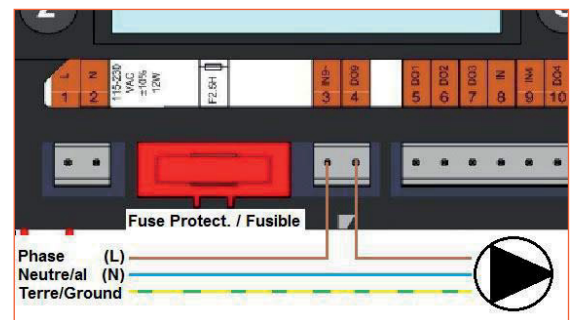 2
L N 115-230 VAC ±10% 12W F2.5H IN9- DO9 DO1 DO2 DO3 IN IN4 DO4
1 2 3 4 5 6 7 8 9 10
Fuse Protect. / Fusible
Phase (L)
Neutre/al (N)
Terre/Ground